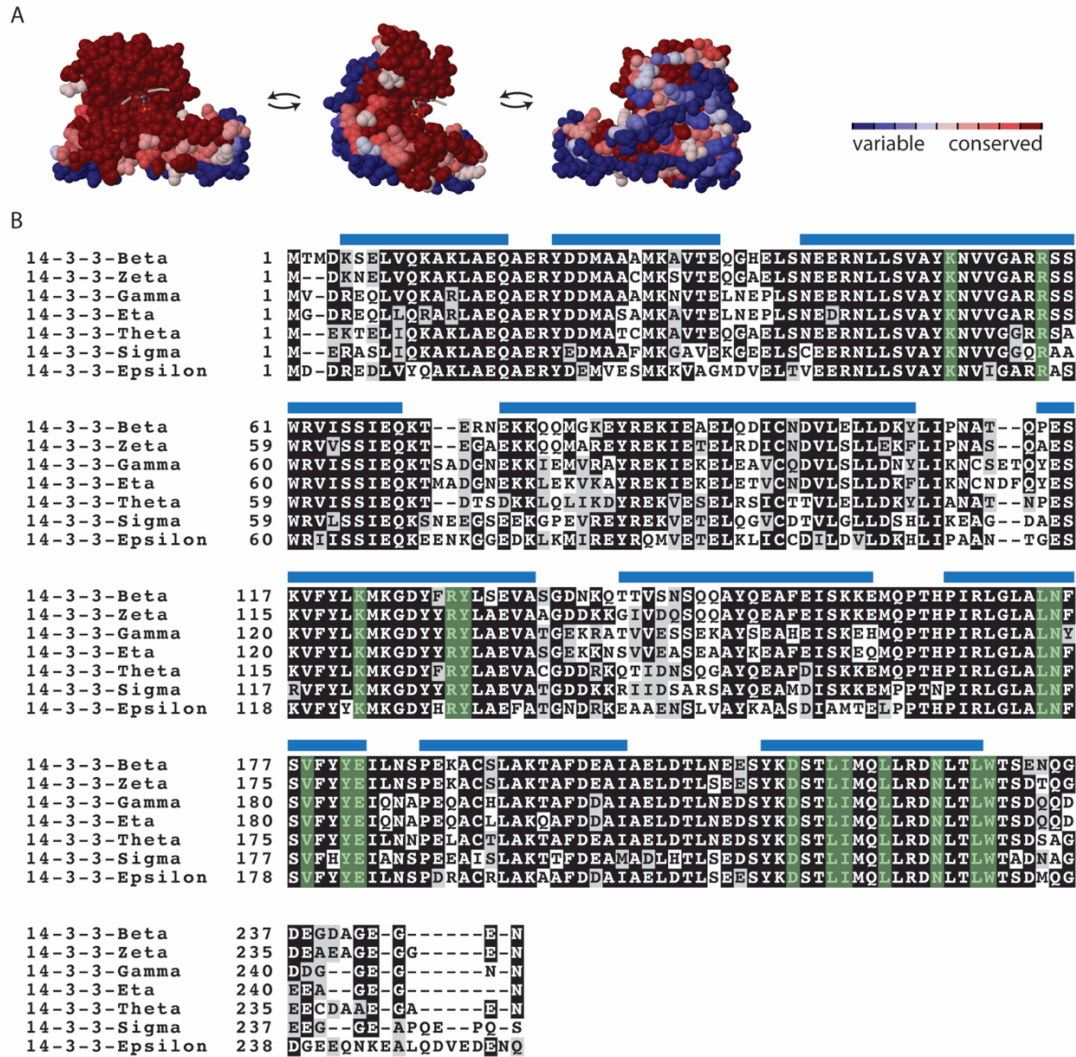 A
variable conserved
B
14-3-3-Beta 1 MTMDKSELVQKAKLAEQAERYDDMAAAMKAVTEQGHELSNEERNLLSVAYKNVVGARRSS
14-3-3-Zeta 1 M--DKNELVQKAKLAEQAERYDDMAACMKSVTEQGAELSNEERNLLSVAYKNVVGARRSS
14-3-3-Gamma 1 MV-DREQLVQKARLAEQAERYDDMAAAMKNVTELNEPLSNEERNLLSVAYKNVVGARRSS
14-3-3-Eta 1 MG-DREQLLQRARLAEQAERYDDMASAMKAVTELNEPLSNEDRNLLSVAYKNVVGARRSS
14-3-3-Theta 1 M--EKTELIQKAKLAEQAERYDDMATCMKAVTEQGAELSNEERNLLSVAYKNVVGGRRSA
14-3-3-Sigma 1 M--ERASLIQKAKLAEQAERYEDMAAFMKGAVEKGEELSCEERNLLSVAYKNVVGGQRAA
14-3-3-Epsilon 1 MD-DREDLVYQAKLAEQAERYDEMVESMKKVAGMDVELTVEERNLLSVAYKNVIGARRAS
14-3-3-Beta 61 WRVISSIEQKT--ERNEKKQQMGKEYREKIEAELQDICNDVLELLDKYLIPNAT--QPES
14-3-3-Zeta 59 WRVVSSIEQKT--EGAEKKQQMAREYREKIETELRDICNDVLSLLEKFLIPNAS--QAES
14-3-3-Gamma 60 WRVISSIEQKTSADGNEKKIEMVRAYREKIEKELEAVCQDVLSLLDNYLIKNCSETQYES
14-3-3-Eta 60 WRVISSIEQKTMADGNEKKLEKVKAYREKIEKELETVCNDVLSLLDKFLIKNCNDFQYES
14-3-3-Theta 59 WRVISSIEQKT--DTSDKKLQLIKDYREKVESELRSICTTVLELLDKYLIANAT--NPES
14-3-3-Sigma 59 WRVLSSIEQKSNEEGSEEKGPEVREYREKVETELQGVCDTVLGLLDSHLIKEAG--DAES
14-3-3-Epsilon 60 WRIISSIEQKEENKGGEDKLKMIREYRQMVETELKLICCDILDVLDKHLIPAAN--TGES
14-3-3-Beta 117 KVFYLKMKGDYFRYLSEVASGDNKQTTVSNSQQAYQEAFEISKKEMQPTHPIRLGLALNF
14-3-3-Zeta 115 KVFYLKMKGDYYRYLAEVAAGDDKKGIVDQSQQAYQEAFEISKKEMQPTHPIRLGLALNF
14-3-3-Gamma 120 KVFYLKMKGDYYRYLAEVATGEKRATVVESSEKAYSEAHEISKEHMQPTHPIRLGLALNY
14-3-3-Eta 120 KVFYLKMKGDYYRYLAEVASGEKKNSVVEASEAAYKEAFEISKEQMQPTHPIRLGLALNF
14-3-3-Theta 115 KVFYLKMKGDYFRYLAEVACGDDRKQTIDNSQGAYQEAFDISKKEMQPTHPIRLGLALNF
14-3-3-Sigma 117 RVFYLKMKGDYYRYLAEVATGDDKKRIIDSARSAYQEAMDISKKEMPPTNPIRLGLALNF
14-3-3-Epsilon 118 KVFYYKMKGDYHRYLAEFATGNDRKEAAENSLVAYKAASDIAMTELPPTHPIRLGLALNF
14-3-3-Beta 177 SVFYYEILNSPEKACSLAKTAFDEAIAELDTLNEESYKDSTLIMQLLRDNLTLWTSENQG
14-3-3-Zeta 175 SVFYYEILNSPEKACSLAKTAFDEAIAELDTLSEESYKDSTLIMQLLRDNLTLWTSDTQG
14-3-3-Gamma 180 SVFYYEIQNAPEQACHLAKTAFDDAIAELDTLNEDSYKDSTLIMQLLRDNLTLWTSDQQD
14-3-3-Eta 180 SVFYYEIQNAPEQACLLAKQAFDDAIAELDTLNEDSYKDSTLIMQLLRDNLTLWTSDQQD
14-3-3-Theta 175 SVFYYEILNNPELACTLAKTAFDEAIAELDTLNEDSYKDSTLIMQLLRDNLTLWTSDSAG
14-3-3-Sigma 177 SVFHYEIANSPEEAISLAKTTFDEAMADLHTLSEDSYKDSTLIMQLLRDNLTLWTADNAG
14-3-3-Epsilon 178 SVFYYEILNSPDRACRLAKAAFDDAIAELDTLSEESYKDSTLIMQLLRDNLTLWTSDMQG
14-3-3-Beta 237 DEGDAGE-G------E-N
14-3-3-Zeta 235 DEAEAGE-GG-----E-N
14-3-3-Gamma 240 DDG--GE-G------N-N
14-3-3-Eta 240 EEA--GE-G--------N
14-3-3-Theta 235 EECDAAE-GA-----E-N
14-3-3-Sigma 237 EEG--GE-APQE--PQ-S
14-3-3-Epsilon 238 DGEEQNKEALQDVEDENQ